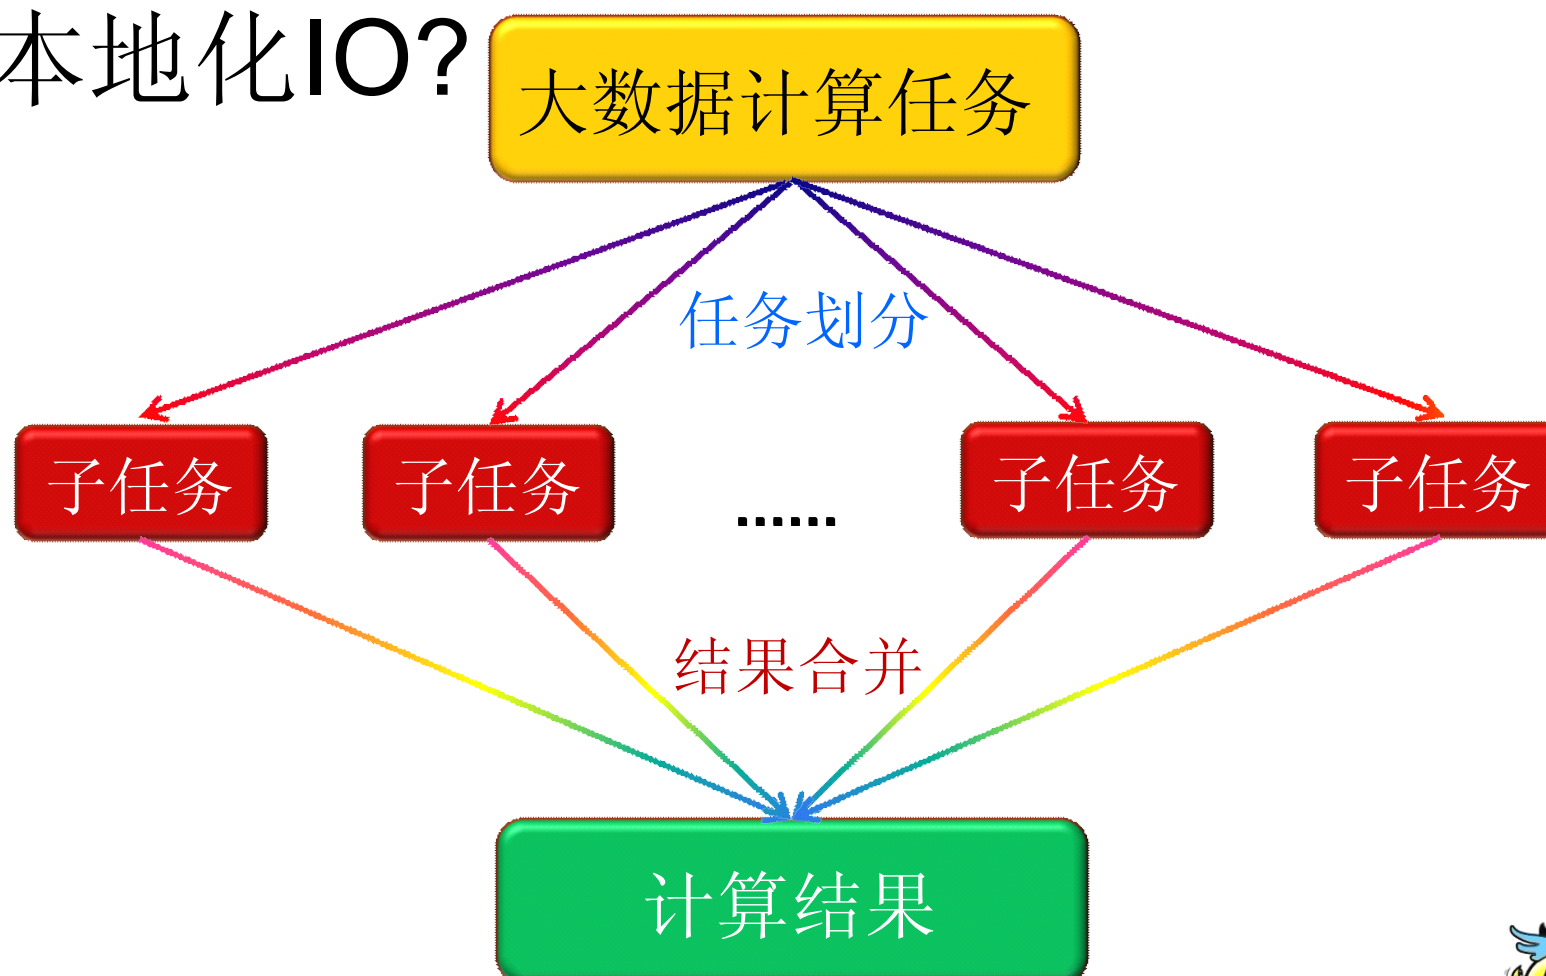 本地化IO?
大数据计算任务
任务划分
子任务
子任务
......
子任务
子任务
结果合并
计算结果